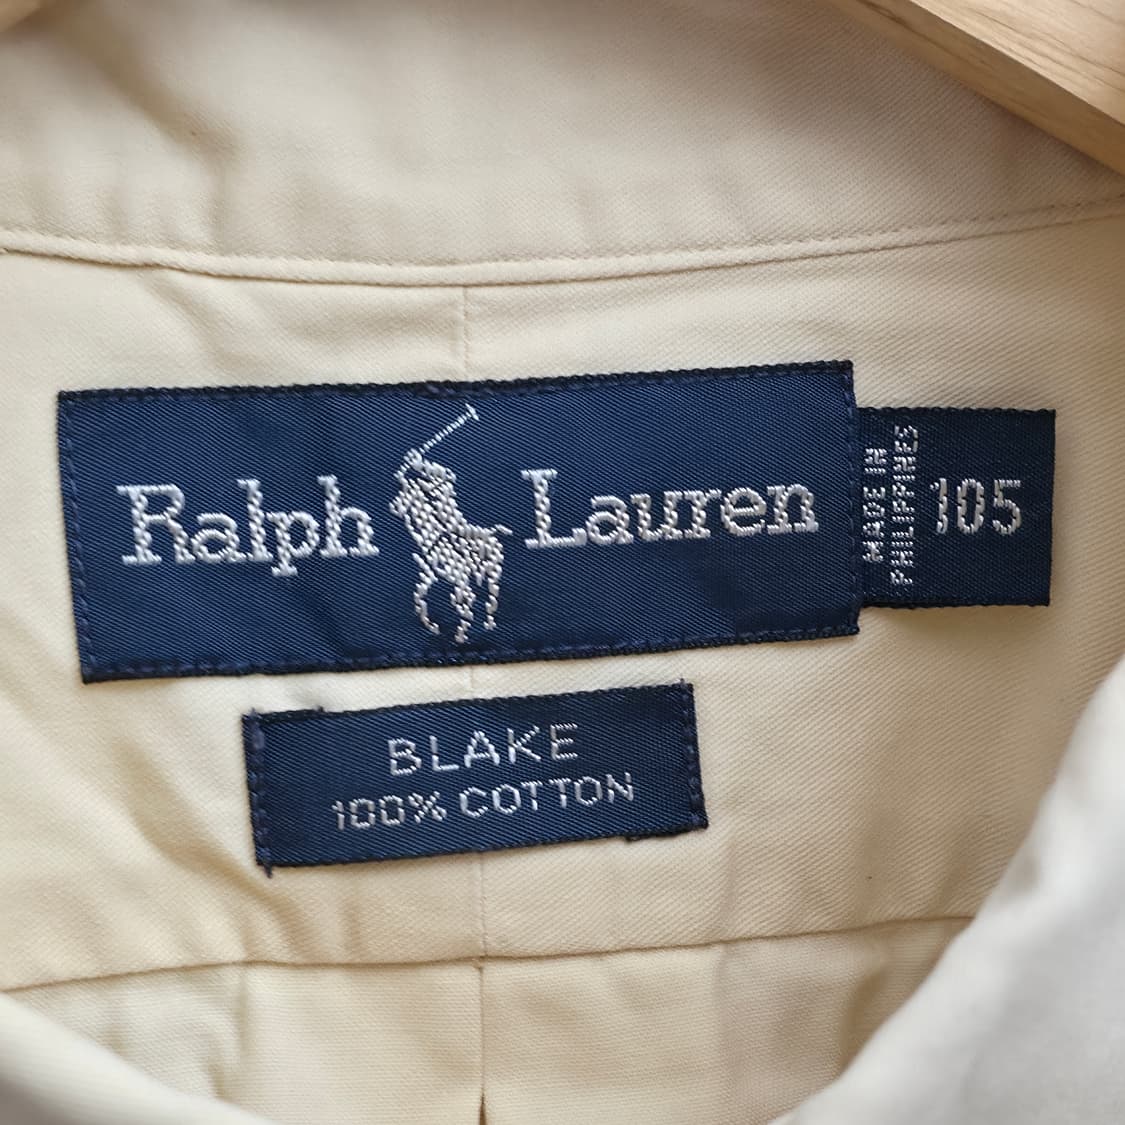 Ralph Lauren
MADE IN
PHILIPPINES
105
BLAKE
100% COTTON